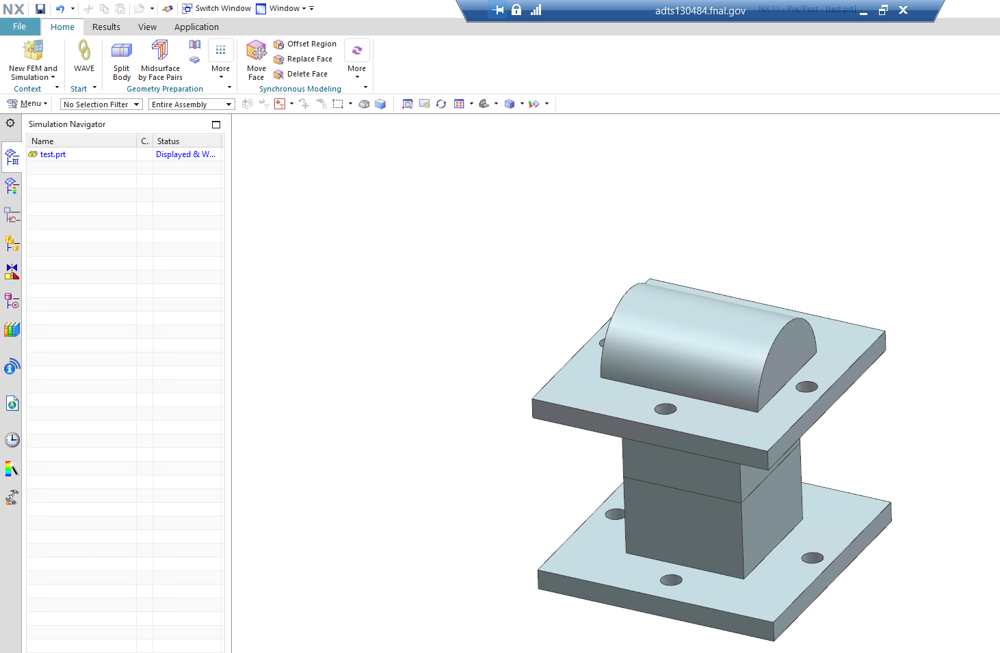 NX Switch Window Window adts130484.fnal.gov NX 11 - Pre/Post - [test.prt]
File Home Results View Application
New FEM and Simulation
WAVE
Split Body
Midsurface by Face Pairs
More
Move Face
Offset Region
Replace Face
Delete Face
More
Context Start Geometry Preparation Synchronous Modeling
Menu No Selection Filter Entire Assembly
Simulation Navigator
Name C. Status
test.prt Displayed & W...